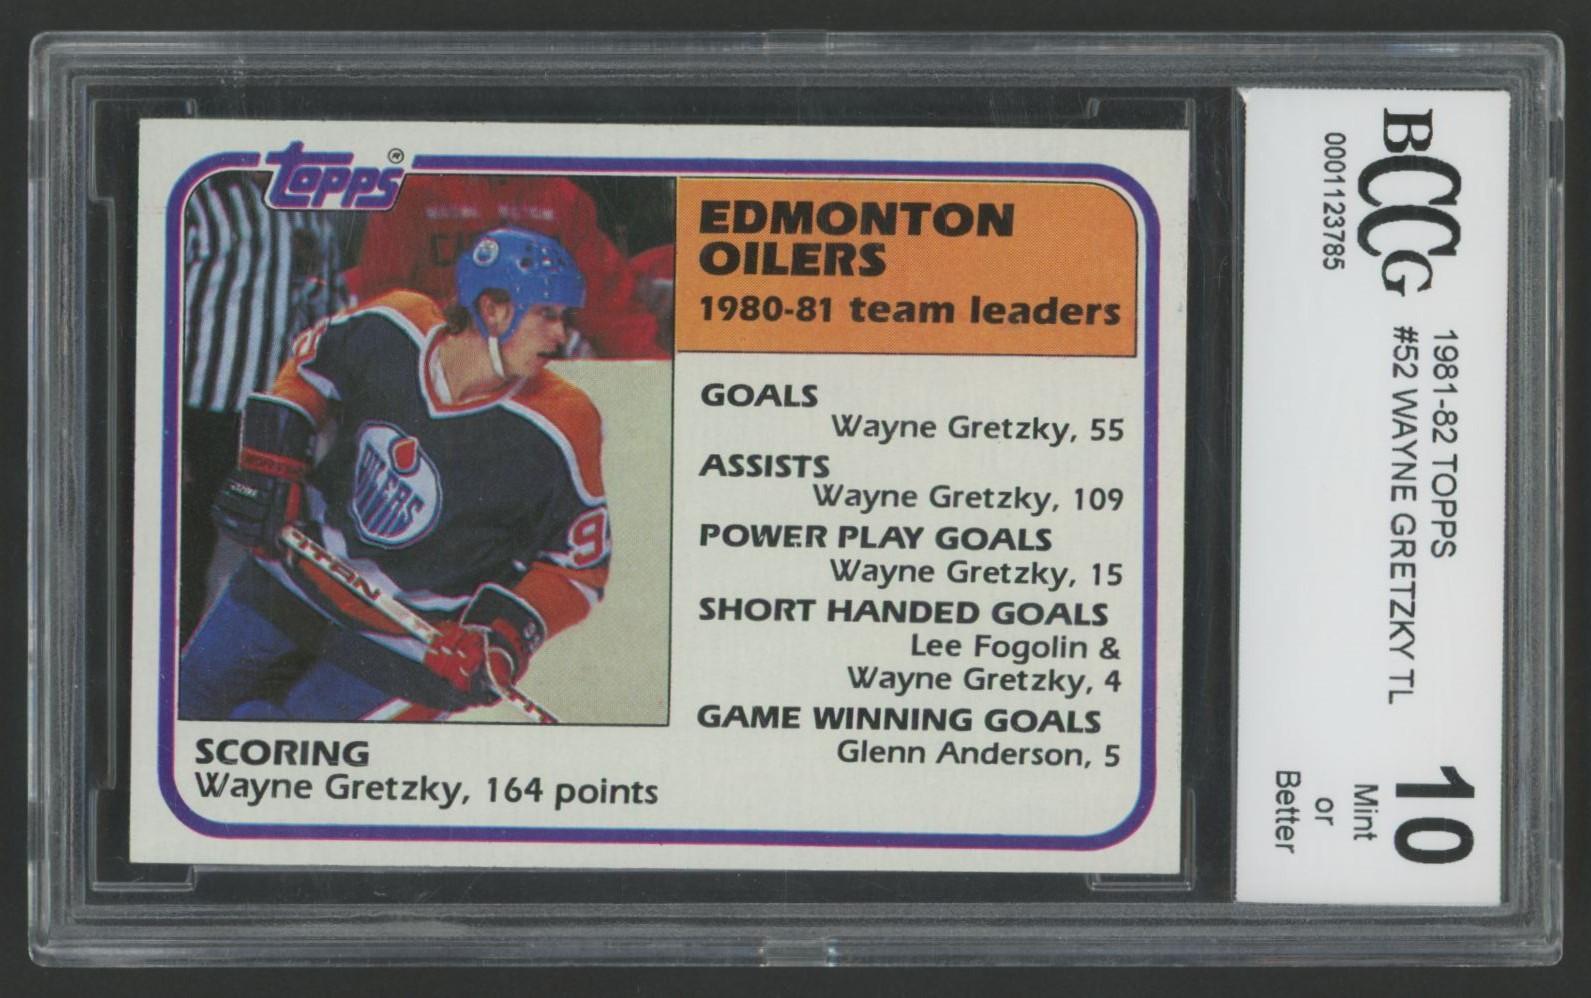 topps®
EDMONTON
OILERS
1980-81 team leaders
GOALS
Wayne Gretzky, 55
ASSISTS
Wayne Gretzky, 109
POWER PLAY GOALS
Wayne Gretzky, 15
SHORT HANDED GOALS
Lee Fogolin &
Wayne Gretzky, 4
GAME WINNING GOALS
Glenn Anderson, 5
SCORING
Wayne Gretzky, 164 points
OILERS
9
TITAN
BCCG
0001123785
1981-82 TOPPS
#52 WAYNE GRETZKY TL
10
Mint
or
Better